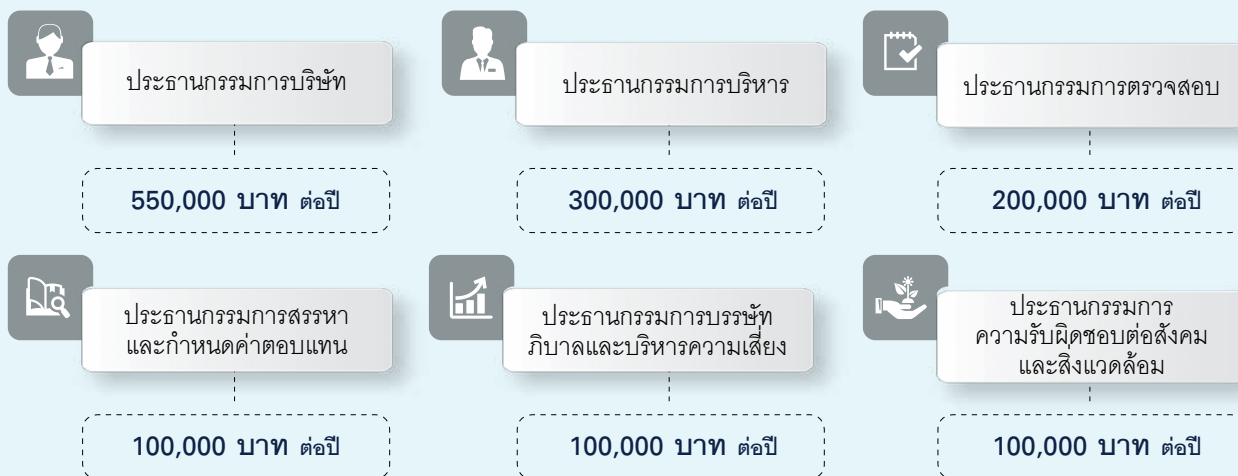 ประธานกรรมการบริษัท
ประธานกรรมการบริหาร
ประธานกรรมการตรวจสอบ
550,000 บาท ต่อปี
300,000 บาท ต่อปี
200,000 บาท ต่อปี
ประธานกรรมการสรรหา
และกำหนดค่าตอบแทน
ประธานกรรมการบรรษัท
ภิบาลและบริหารความเสี่ยง
ประธานกรรมการ
ความรับผิดชอบต่อสังคม
และสิ่งแวดล้อม
100,000 บาท ต่อปี
100,000 บาท ต่อปี
100,000 บาท ต่อปี